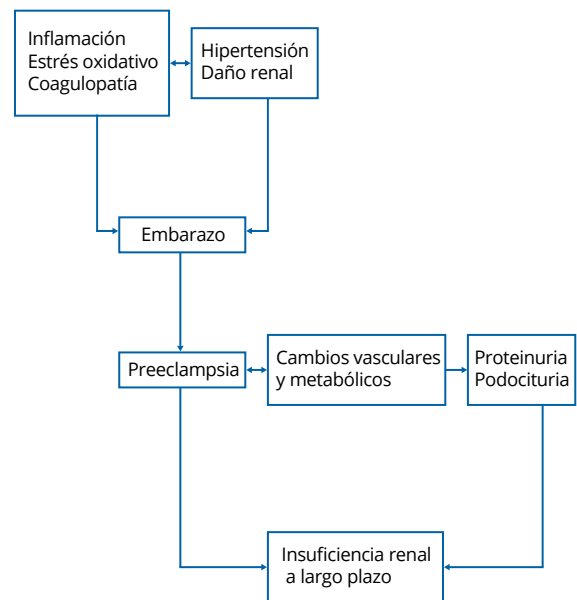 Inflamación
Estrés oxidativo
Coagulopatía
Hipertensión
Daño renal
Embarazo
Preeclampsia
Cambios vasculares
y metabólicos
Proteinuria
Podocituria
Insuficiencia renal
a largo plazo